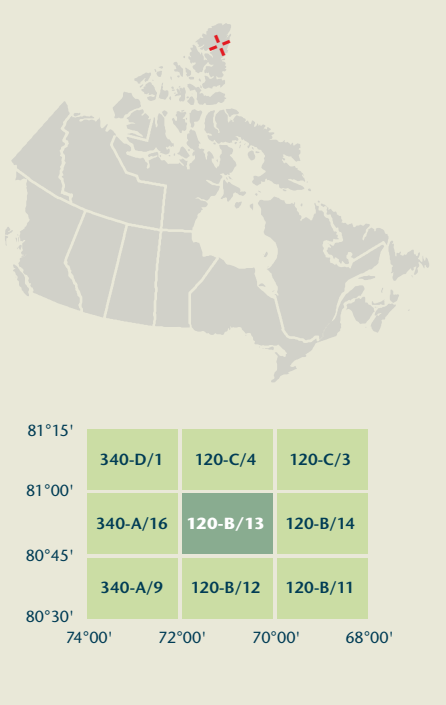 81°15'
340-D/1 120-C/4 120-C/3
81°00'
340-A/16 120-B/13 120-B/14
80°45'
340-A/9 120-B/12 120-B/11
80°30'
74°00' 72°00' 70°00' 68°00'